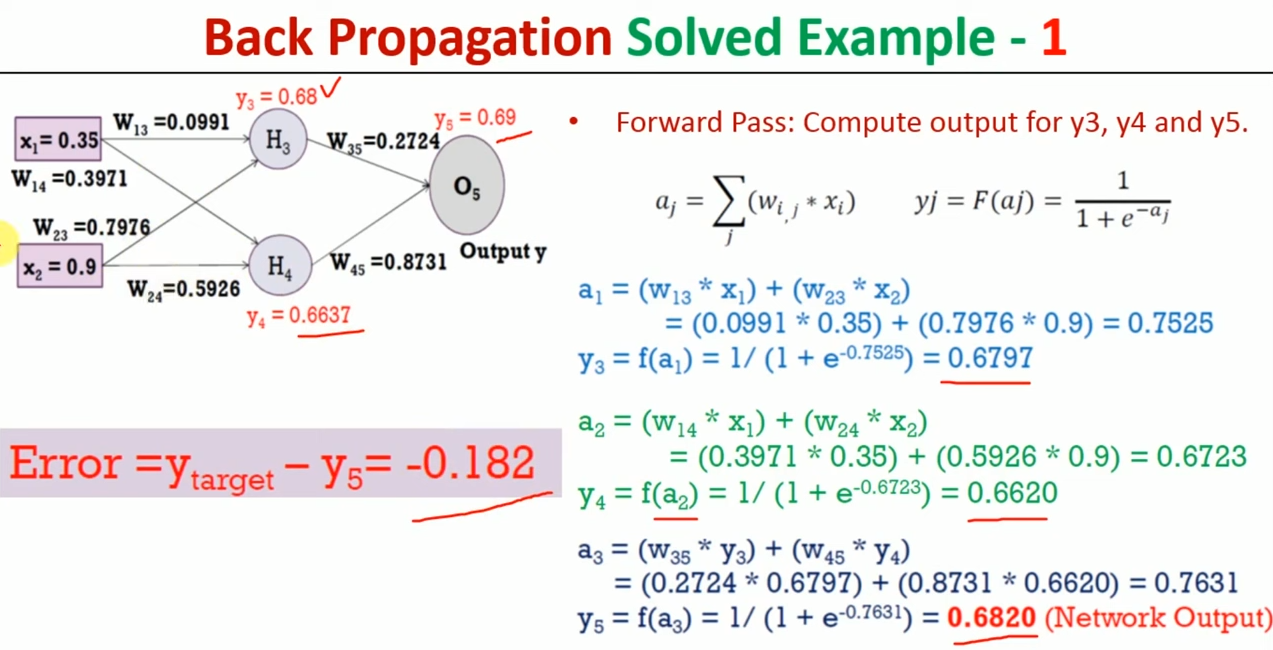 Back Propagation Solved Example - 1
y₃ = 0.68
W₁₃ =0.0991
x₁= 0.35
H₃
W₃₅=0.2724
y₅ = 0.69
W₁₄ =0.3971
O₅
W₂₃ =0.7976
x₂ = 0.9
H₄
W₄₅ =0.8731
Output y
W₂₄=0.5926
y₄ = 0.6637
Error =y_target – y₅= -0.182
• Forward Pass: Compute output for y3, y4 and y5.
aⱼ = ∑ⱼ (wᵢ,ⱼ * xᵢ) yj = F(aj) = 1 / (1 + e^(-aⱼ))
a₁ = (w₁₃ * x₁) + (w₂₃ * x₂)
= (0.0991 * 0.35) + (0.7976 * 0.9) = 0.7525
y₃ = f(a₁) = 1/ (1 + e^-0.7525) = 0.6797
a₂ = (w₁₄ * x₁) + (w₂₄ * x₂)
= (0.3971 * 0.35) + (0.5926 * 0.9) = 0.6723
y₄ = f(a₂) = 1/ (1 + e^-0.6723) = 0.6620
a₃ = (w₃₅ * y₃) + (w₄₅ * y₄)
= (0.2724 * 0.6797) + (0.8731 * 0.6620) = 0.7631
y₅ = f(a₃) = 1/ (1 + e^-0.7631) = 0.6820 (Network Output)